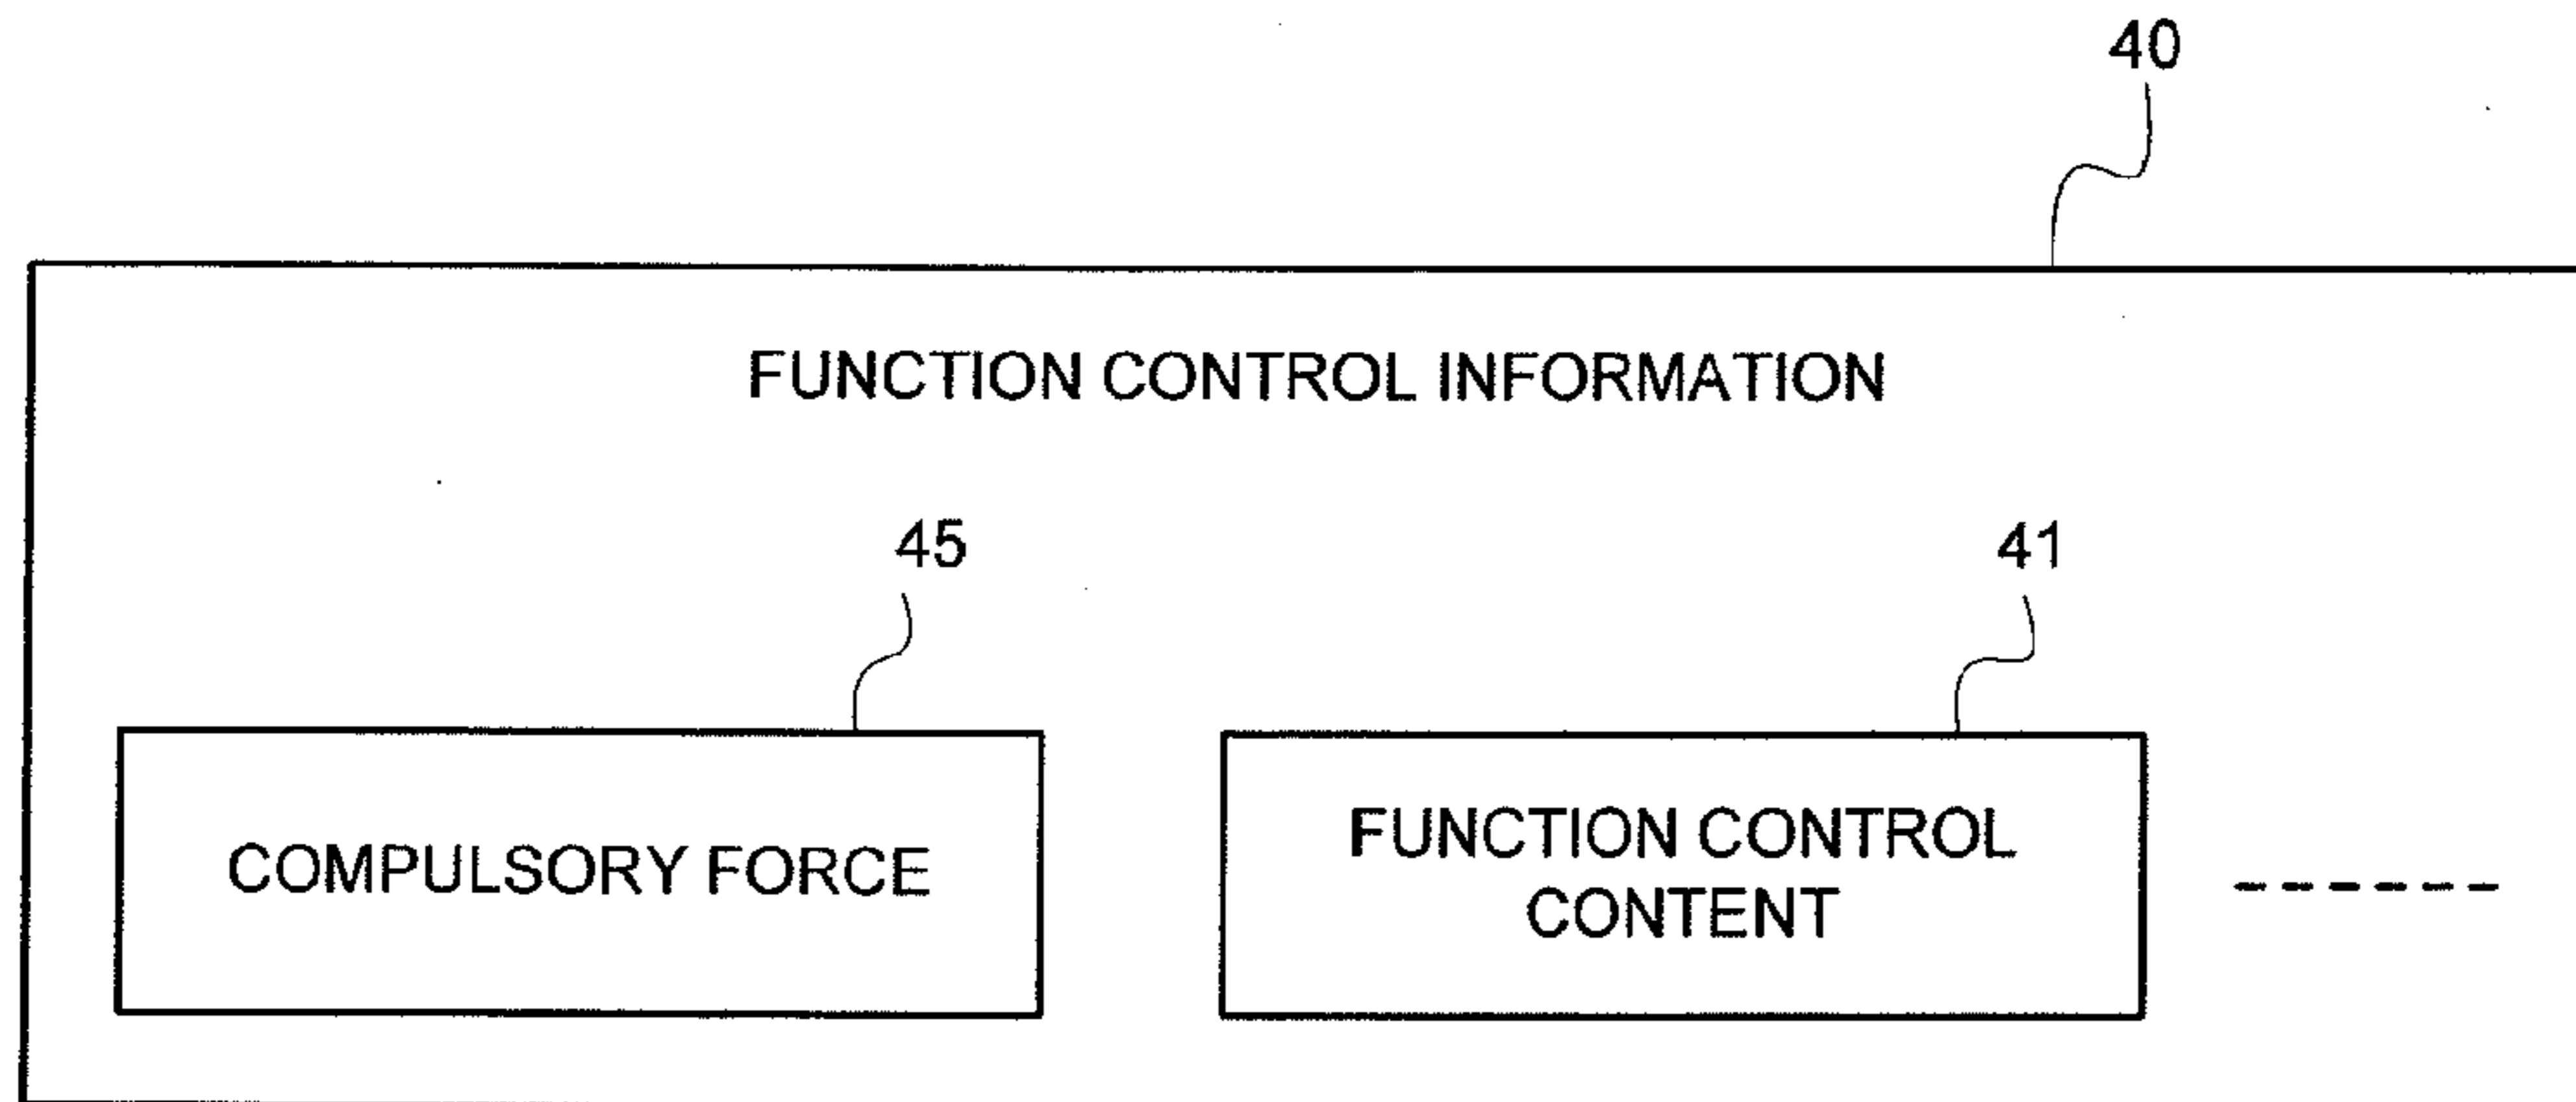 40
FUNCTION CONTROL INFORMATION
45
41
COMPULSORY FORCE
FUNCTION CONTROL
CONTENT